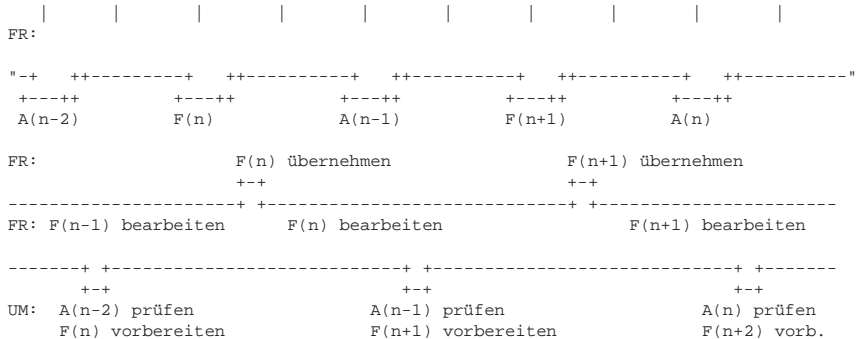 FR:
"-+ ++---------+ ++----------+ ++----------+ ++----------+ ++----------"
+---++ +---++ +---++ +---++ +---++
A(n-2) F(n) A(n-1) F(n+1) A(n)
FR: F(n) übernehmen F(n+1) übernehmen
+-+ +-+
----------------------+ +------------------------------+ +-----------------------
FR: F(n-1) bearbeiten F(n) bearbeiten F(n+1) bearbeiten
-------+ +-----------------------------+ +------------------------------+ +-------
+-+ +-+ +-+
UM: A(n-2) prüfen A(n-1) prüfen A(n) prüfen
F(n) vorbereiten F(n+1) vorbereiten F(n+2) vorb.